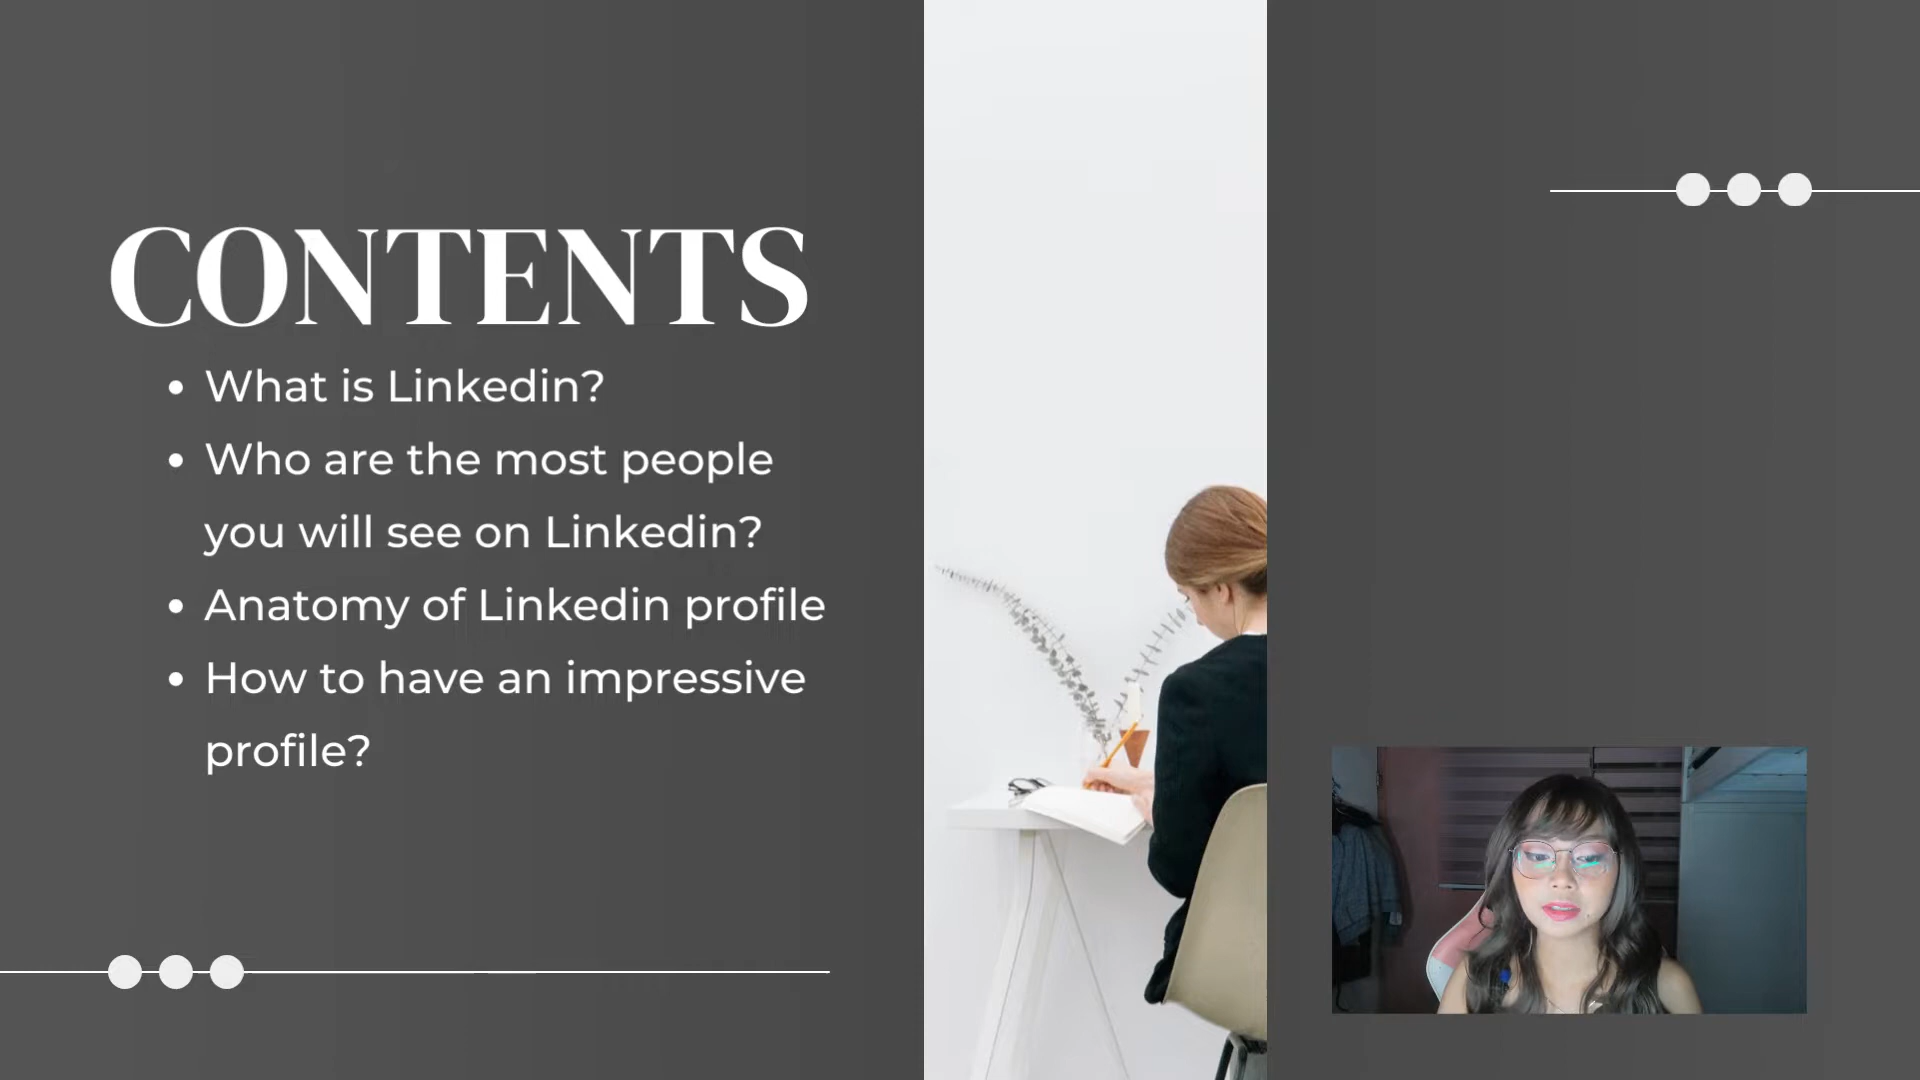 CONTENTS
• What is Linkedin?
• Who are the most people
you will see on Linkedin?
• Anatomy of Linkedin profile
• How to have an impressive
profile?